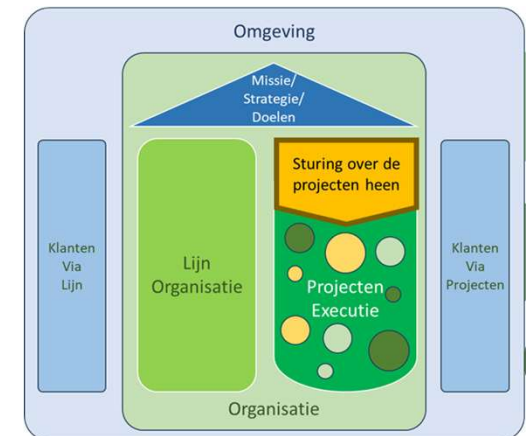 Omgeving
Missie/
Strategie/
Doelen
Sturing over de
projecten heen
Klanten
Via
Lijn
Lijn
Organisatie
Projecten
Executie
Klanten
Via
Projecten
Organisatie